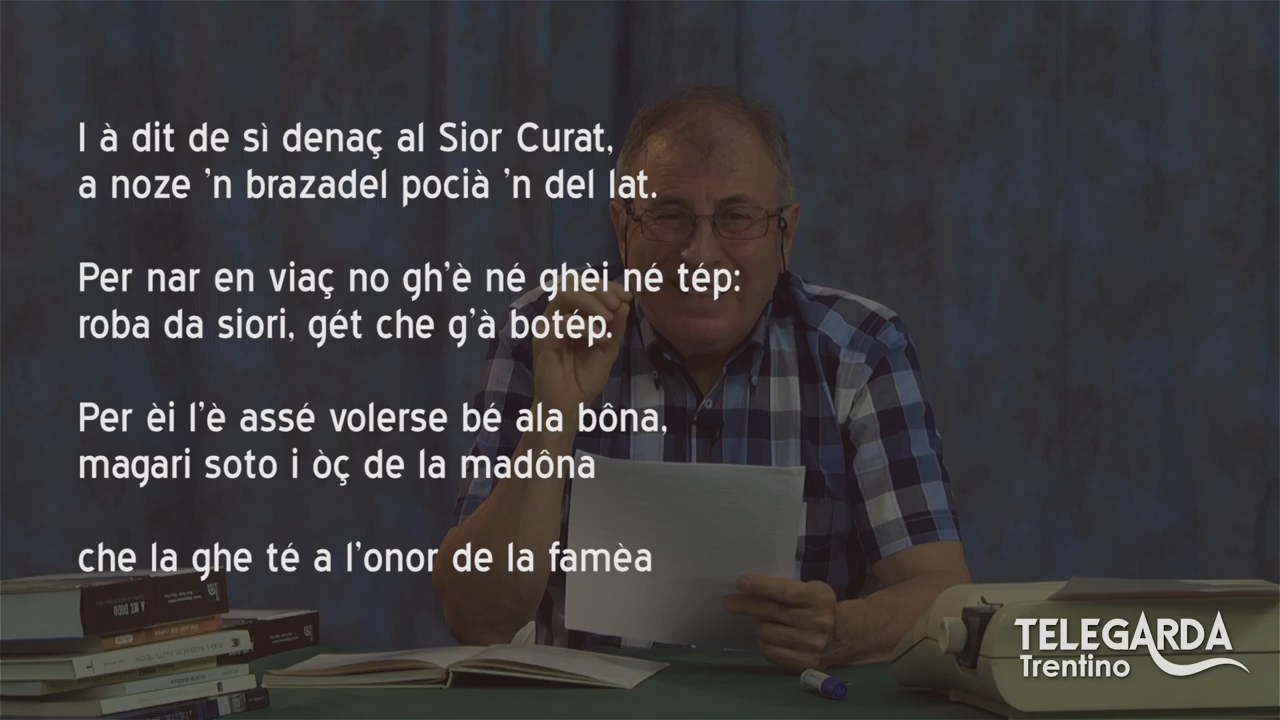 I à dit de sì denaç al Sior Curat,
a noze 'n brazadel pocià 'n del lat.
Per nar en viaç no gh'è né ghèi né tép:
roba da siori, gét che g'à botép.
Per èi l'è assé volerse bé ala bôna,
magari soto i òç de la madôna
che la ghe té a l'onor de la famèa
A ME DIDO
TELEGARDA
Trentino